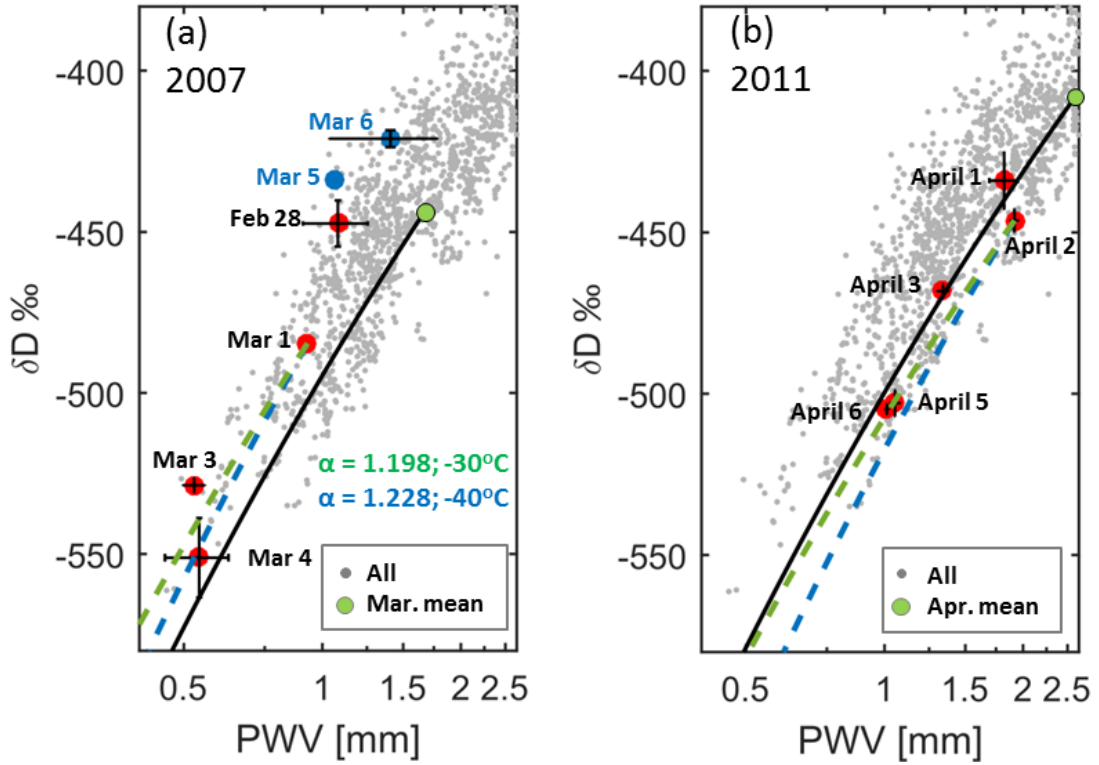 (a)
2007
δD ‰
-400
-450
-500
-550
Mar 6
Mar 5
Feb 28
Mar 1
Mar 3
Mar 4
α = 1.198; -30°C
α = 1.228; -40°C
All
Mar. mean
0.5 1 1.5 2 2.5
PWV [mm]
(b)
2011
δD ‰
-400
-450
-500
-550
April 1
April 2
April 3
April 5
April 6
All
Apr. mean
0.5 1 1.5 2 2.5
PWV [mm]